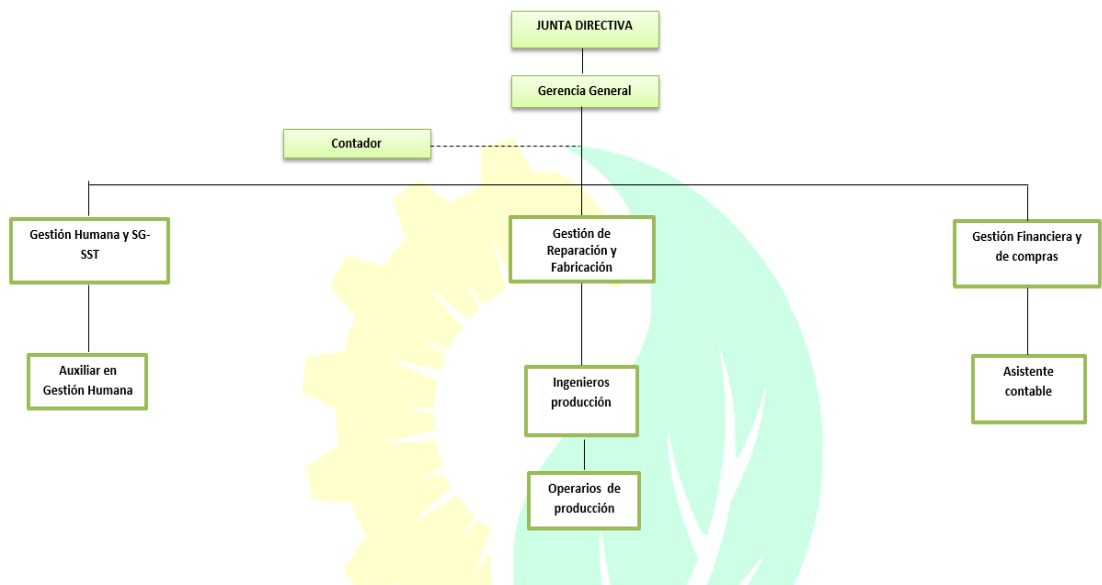 JUNTA DIRECTIVA
Gerencia General
Contador
Gestión Humana y SG-
SST
Gestión de
Reparación y
Fabricación
Gestión Financiera y
de compras
Auxiliar en
Gestión Humana
Ingenieros
producción
Asistente
contable
Operarios de
producción